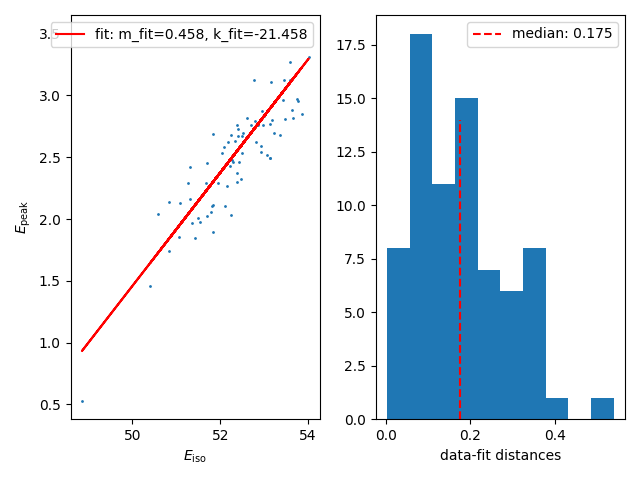 fit: m_fit=0.458, k_fit=-21.458
3.5
3.0
2.5
2.0
1.5
1.0
0.5
50 52 54
E_peak
E_iso
median: 0.175
17.5
15.0
12.5
10.0
7.5
5.0
2.5
0.0
0.0 0.2 0.4
data-fit distances